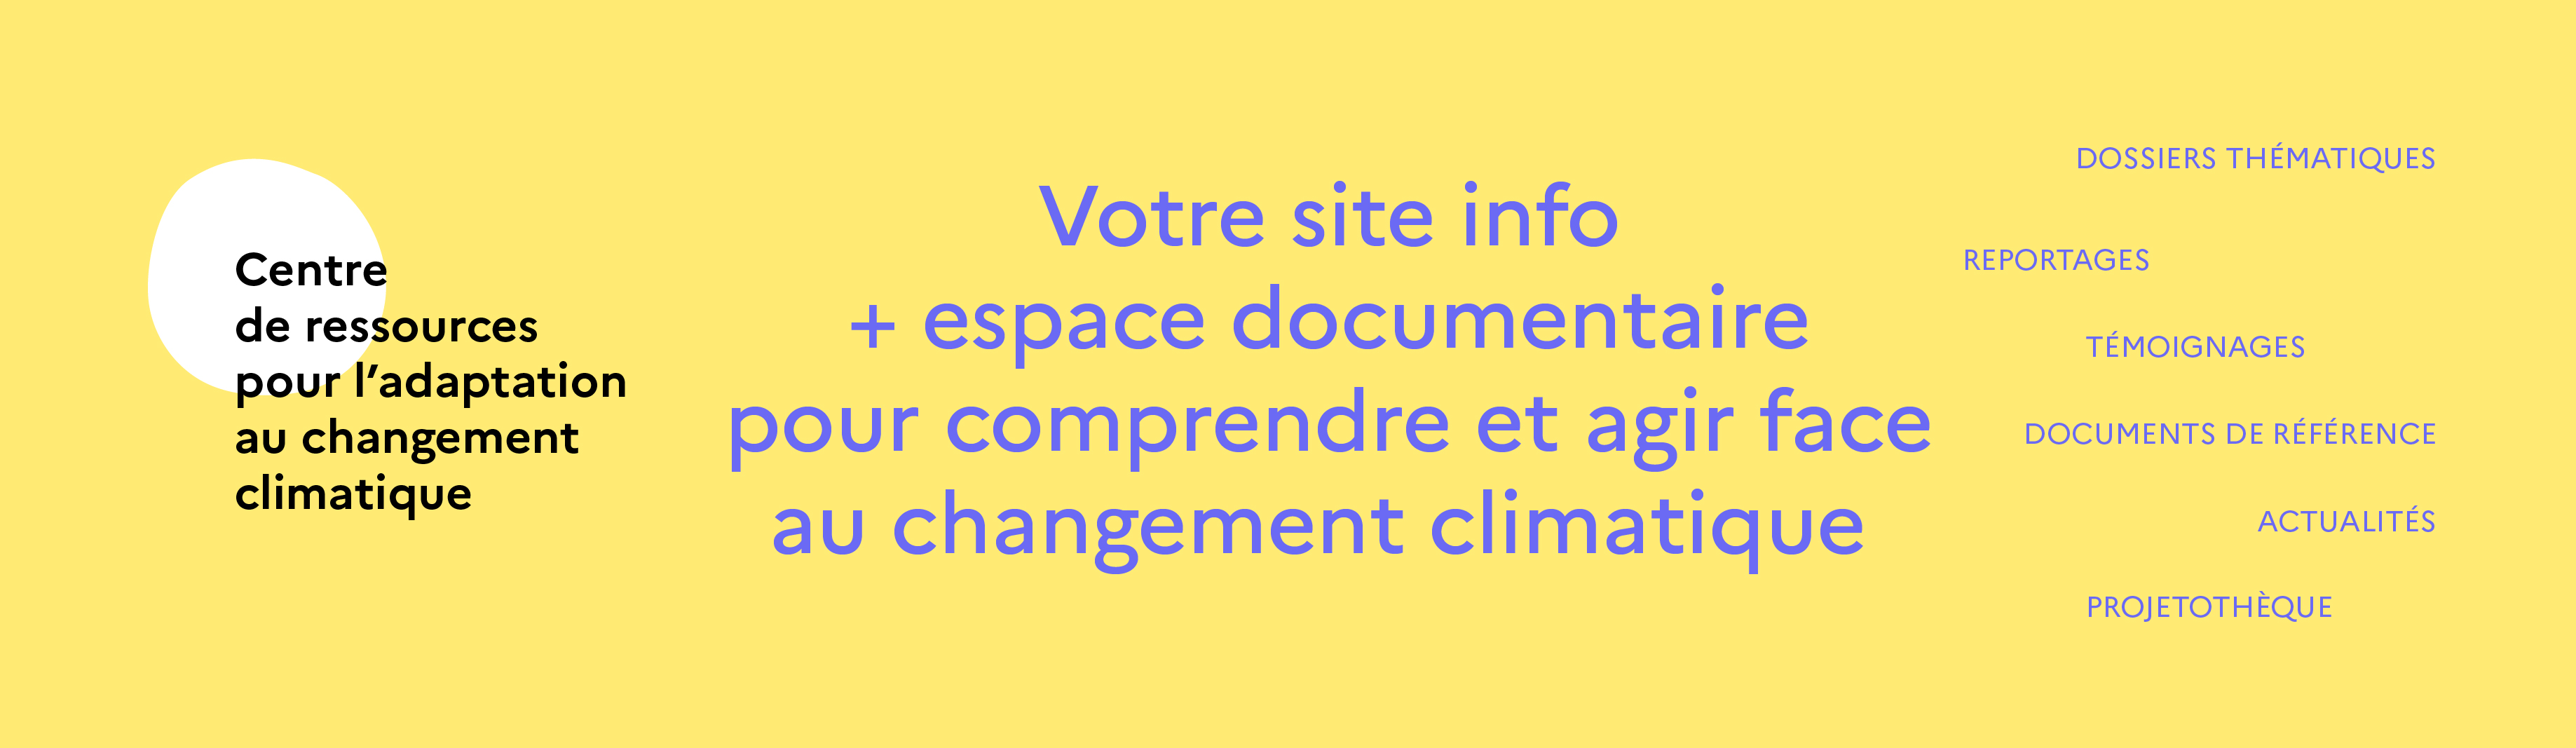 Centre
de ressources
pour l’adaptation
au changement
climatique
Votre site info
+ espace documentaire
pour comprendre et agir face
au changement climatique
DOSSIERS THÉMATIQUES
REPORTAGES
TÉMOIGNAGES
DOCUMENTS DE RÉFÉRENCE
ACTUALITÉS
PROJETOTHÈQUE